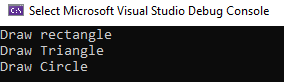 Select Microsoft Visual Studio Debug Console
Draw rectangle
Draw Triangle
Draw Circle